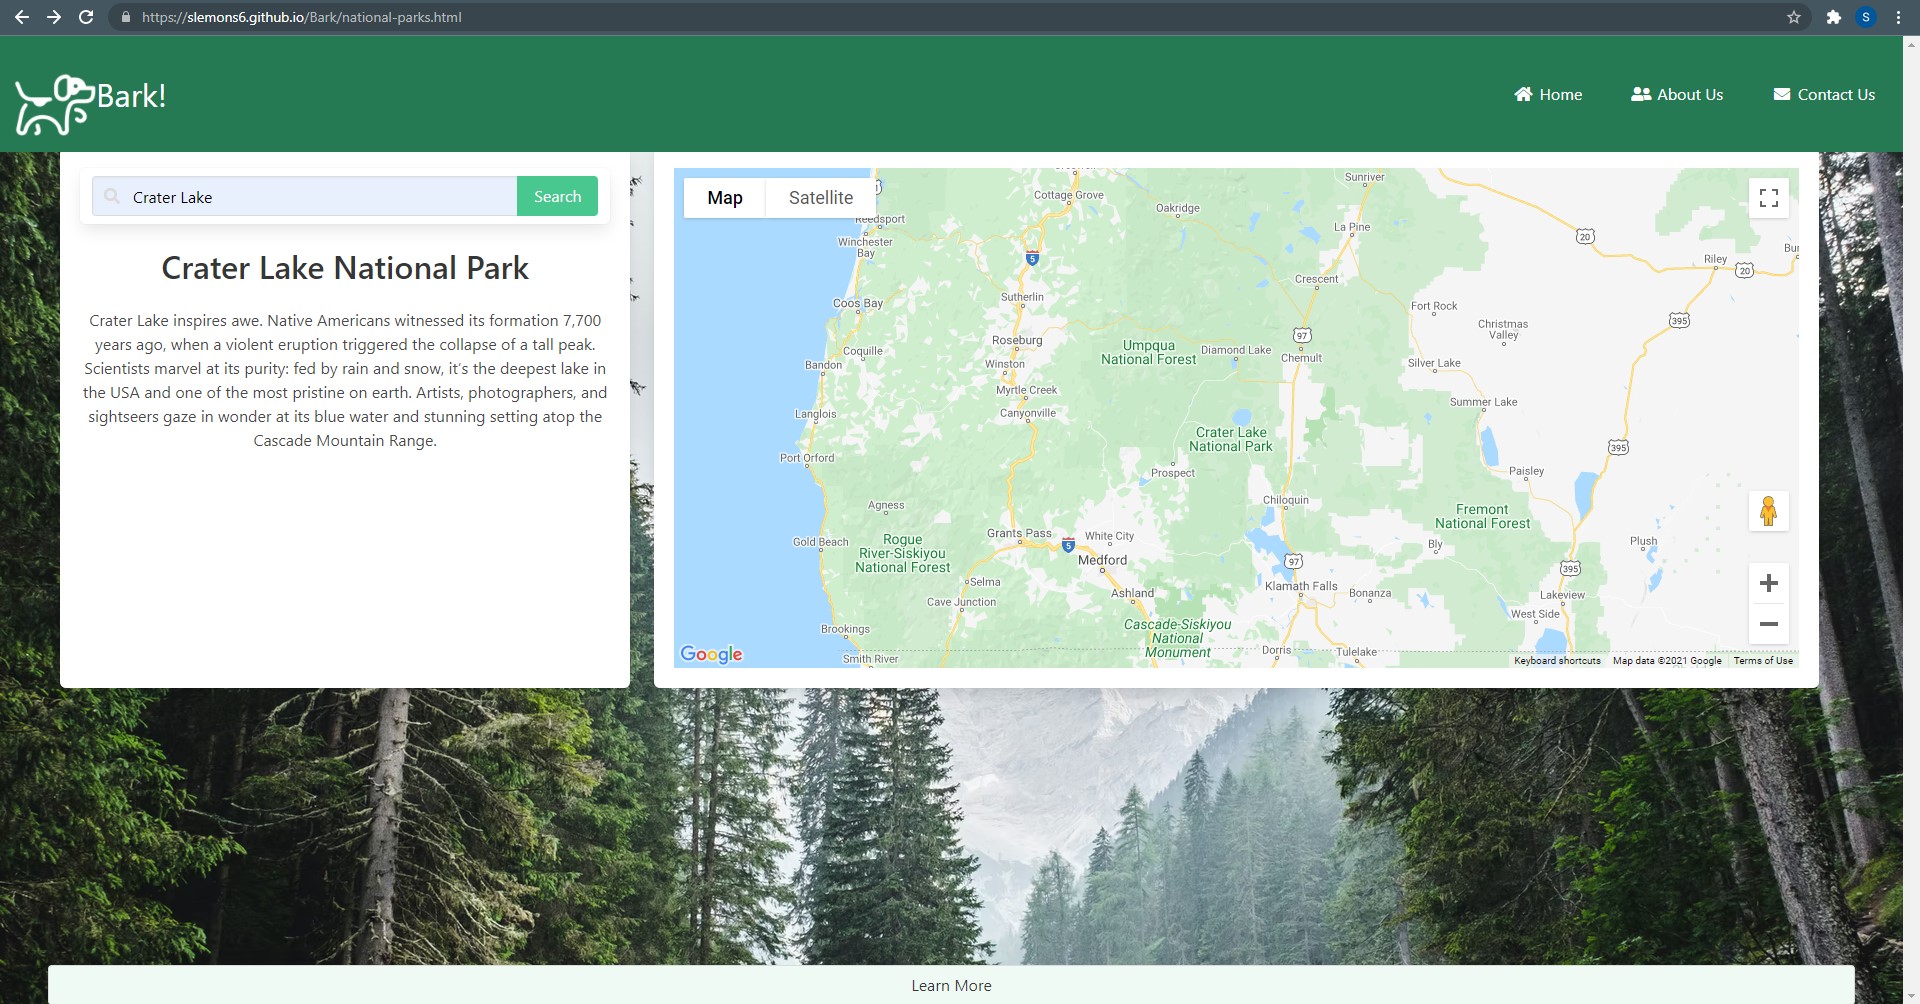 https://slemons6.github.io/Bark/national-parks.html
S
Bark!
Home
About Us
Contact Us
Crater Lake
Search
Crater Lake National Park
Crater Lake inspires awe. Native Americans witnessed its formation 7,700
years ago, when a violent eruption triggered the collapse of a tall peak.
Scientists marvel at its purity: fed by rain and snow, it's the deepest lake in
the USA and one of the most pristine on earth. Artists, photographers, and
sightseers gaze in wonder at its blue water and stunning setting atop the
Cascade Mountain Range.
Map
Satellite
Cottage Grove
Sunriver
Oakridge
Reedsport
La Pine
Winchester
Bay
20
Riley
20
5
Crescent
Coos Bay
Sutherlin
Fort Rock
395
Christmas
Valley
97
Roseburg
Umpqua
National Forest
Diamond Lake
Chemult
Coquille
Bandon
Winston
Silver Lake
Myrtle Creek
Summer Lake
Langlois
Canyonville
Crater Lake
National Park
395
Port Orford
Prospect
Paisley
Chiloquin
Agness
Fremont
National Forest
Grants Pass
White City
Gold Beach
Rogue
River-Siskiyou
National Forest
5
Bly
Plush
Medford
97
395
Selma
Klamath Falls
Bonanza
Ashland
Lakeview
Cave Junction
West Side
Brookings
Cascade-Siskiyou
National
Monument
Dorris
Tulelake
Smith River
Google
Keyboard shortcuts
Map data ©2021 Google
Terms of Use
Learn More